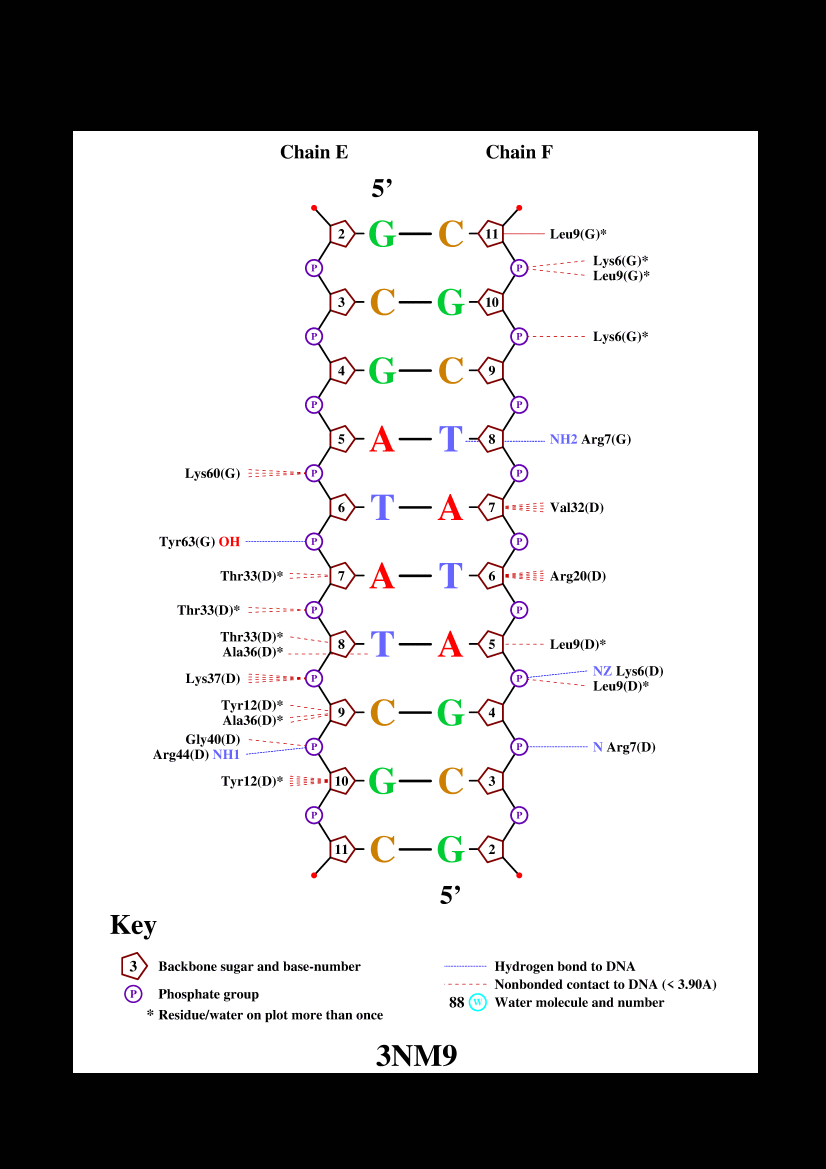 Chain E Chain F
5’
2 G C 11 Leu9(G)*
P P Lys6(G)*
Leu9(G)*
3 C G 10
P P Lys6(G)*
4 G C 9
P P
5 A T 8 NH2 Arg7(G)
Lys60(G) P P
6 T A 7 Val32(D)
Tyr63(G) OH P P
Thr33(D)* 7 A T 6 Arg20(D)
Thr33(D)* P P
Thr33(D)* 8 T A 5 Leu9(D)*
Ala36(D)*
Lys37(D) P P NZ Lys6(D)
Leu9(D)*
Tyr12(D)* 9 C G 4
Ala36(D)*
Gly40(D) P P N Arg7(D)
Arg44(D) NH1
Tyr12(D)* 10 G C 3
P P
11 C G 2
5’
Key
3 Backbone sugar and base-number
P Phosphate group
* Residue/water on plot more than once
Hydrogen bond to DNA
Nonbonded contact to DNA (< 3.90A)
88 W Water molecule and number
3NM9